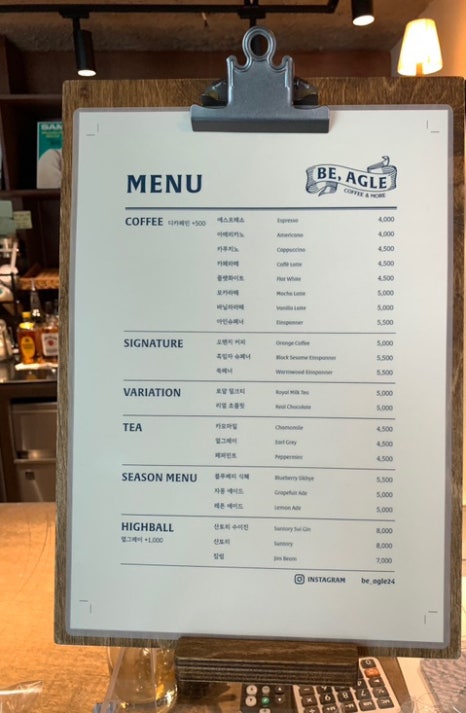 SAN
MENU
BE, AGLE
COFFEE & MORE
COFFEE 디카페인 +500 에스프레소 Espresso 4,000
아메리카노 Americano 4,000
카푸치노 Cappuccino 4,500
카페라떼 Caffè Latte 4,500
플랫화이트 Flat White 4,500
모카라떼 Mocha Latte 5,000
바닐라라떼 Vanilla Latte 5,000
아인슈페너 Einspanner 5,500
SIGNATURE 오렌지 커피 Orange Coffee 5,000
흑임자 슈페너 Black Sesame Einspanner 5,500
쑥페너 Wormwood Einspanner 5,500
VARIATION 로얄 밀크티 Royal Milk Tea 5,000
리얼 초콜릿 Real Chocolate 5,000
TEA 카모마일 Chamomile 4,500
얼그레이 Earl Grey 4,500
페퍼민트 Peppermint 4,500
SEASON MENU 블루베리 식혜 Blueberry Sikhye 5,500
자몽 에이드 Grapefruit Ade 5,000
레몬 에이드 Lemon Ade 5,000
HIGHBALL 산토리 수이진 Suntory Sui Gin 8,000
얼그레이 +1,000
산토리 Suntory 8,000
짐빔 Jim Beam 7,000
INSTAGRAM be_agle24